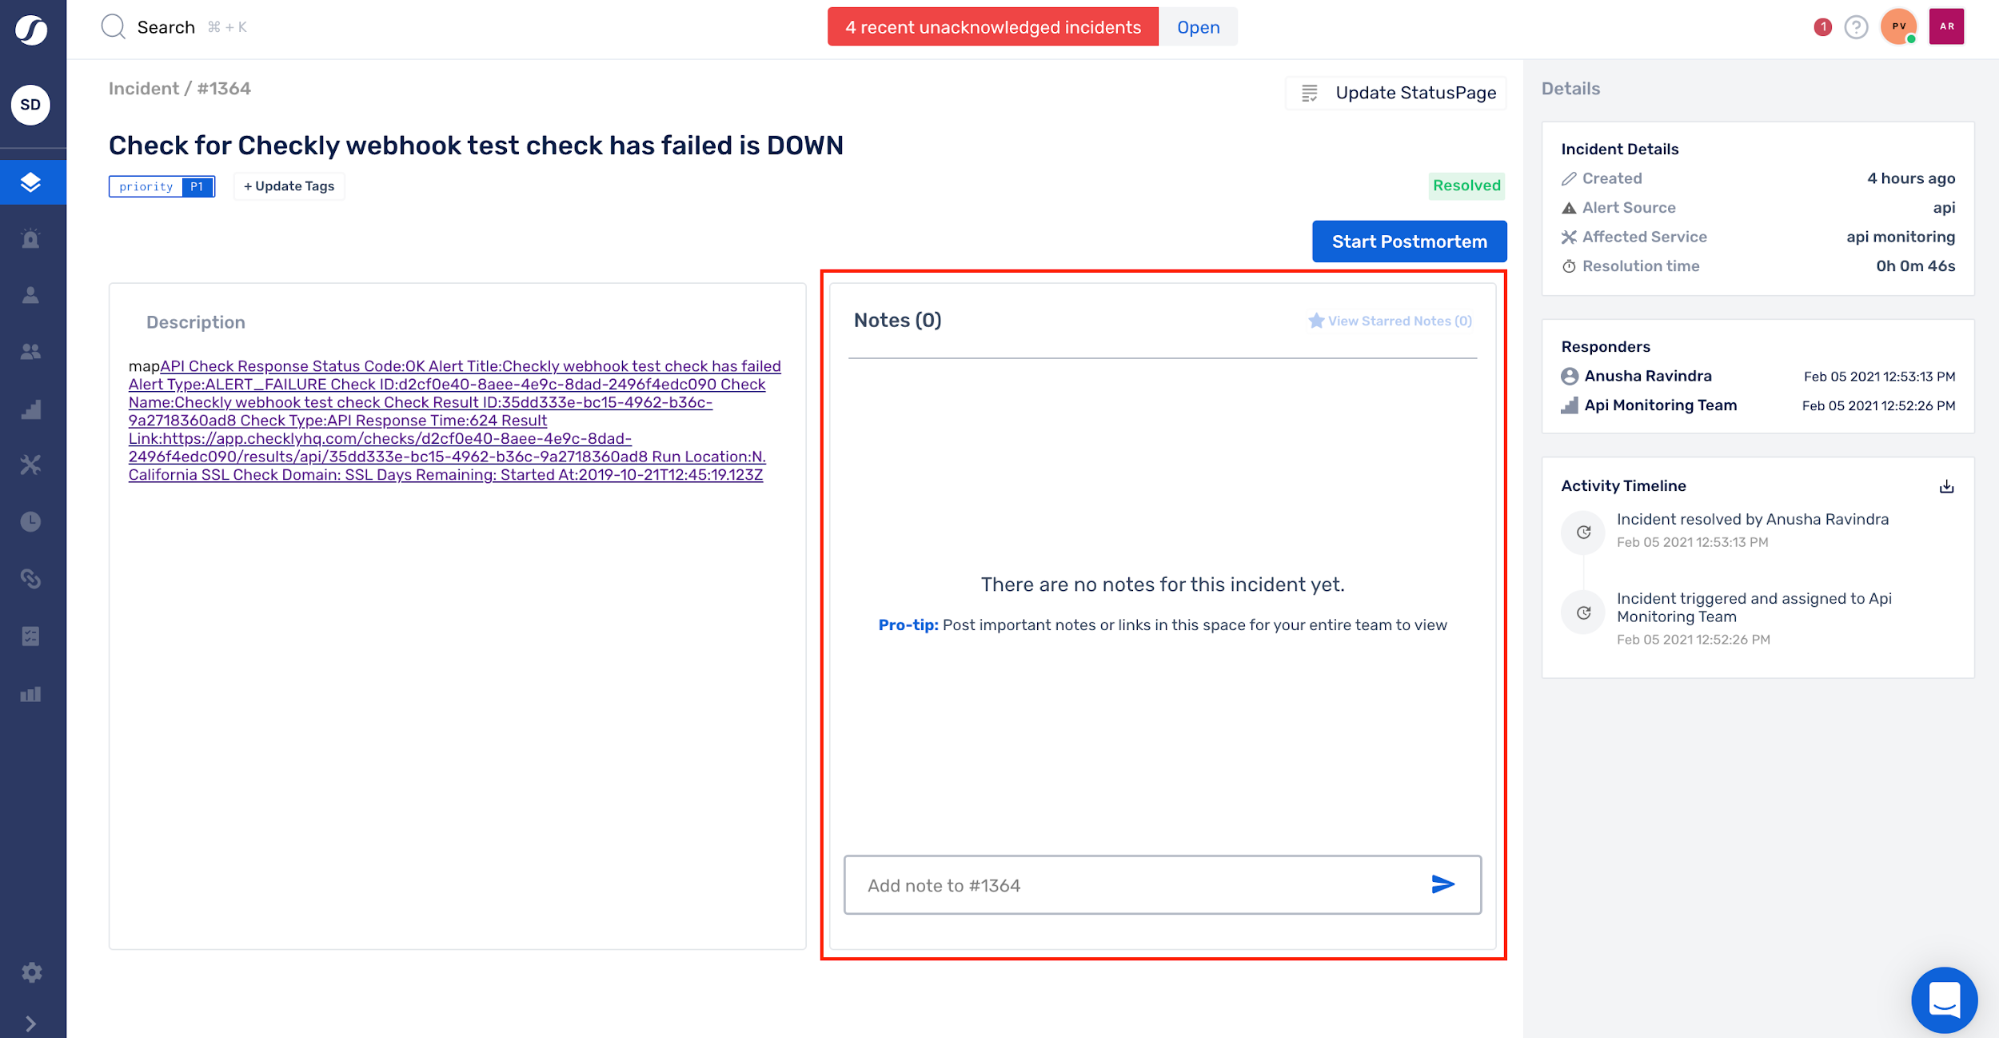 Search ⌘ + K
4 recent unacknowledged incidents Open
1
?
PV
AR
SD
Incident / #1364
Update StatusPage
Check for Checkly webhook test check has failed is DOWN
priority P1
+ Update Tags
Resolved
Start Postmortem
Description
mapAPI Check Response Status Code:OK Alert Title:Checkly webhook test check has failed
Alert Type:ALERT_FAILURE Check ID:d2cf0e40-8aee-4e9c-8dad-2496f4edc090 Check
Name:Checkly webhook test check Check Result ID:35dd333e-bc15-4962-b36c-
9a2718360ad8 Check Type:API Response Time:624 Result
Link:https://app.checklyhq.com/checks/d2cf0e40-8aee-4e9c-8dad-
2496f4edc090/results/api/35dd333e-bc15-4962-b36c-9a2718360ad8 Run Location:N.
California SSL Check Domain: SSL Days Remaining: Started At:2019-10-21T12:45:19.123Z
Notes (0)
View Starred Notes (0)
There are no notes for this incident yet.
Pro-tip: Post important notes or links in this space for your entire team to view
Add note to #1364
Details
Incident Details
Created 4 hours ago
Alert Source api
Affected Service api monitoring
Resolution time 0h 0m 46s
Responders
Anusha Ravindra Feb 05 2021 12:53:13 PM
Api Monitoring Team Feb 05 2021 12:52:26 PM
Activity Timeline
Incident resolved by Anusha Ravindra
Feb 05 2021 12:53:13 PM
Incident triggered and assigned to Api
Monitoring Team
Feb 05 2021 12:52:26 PM